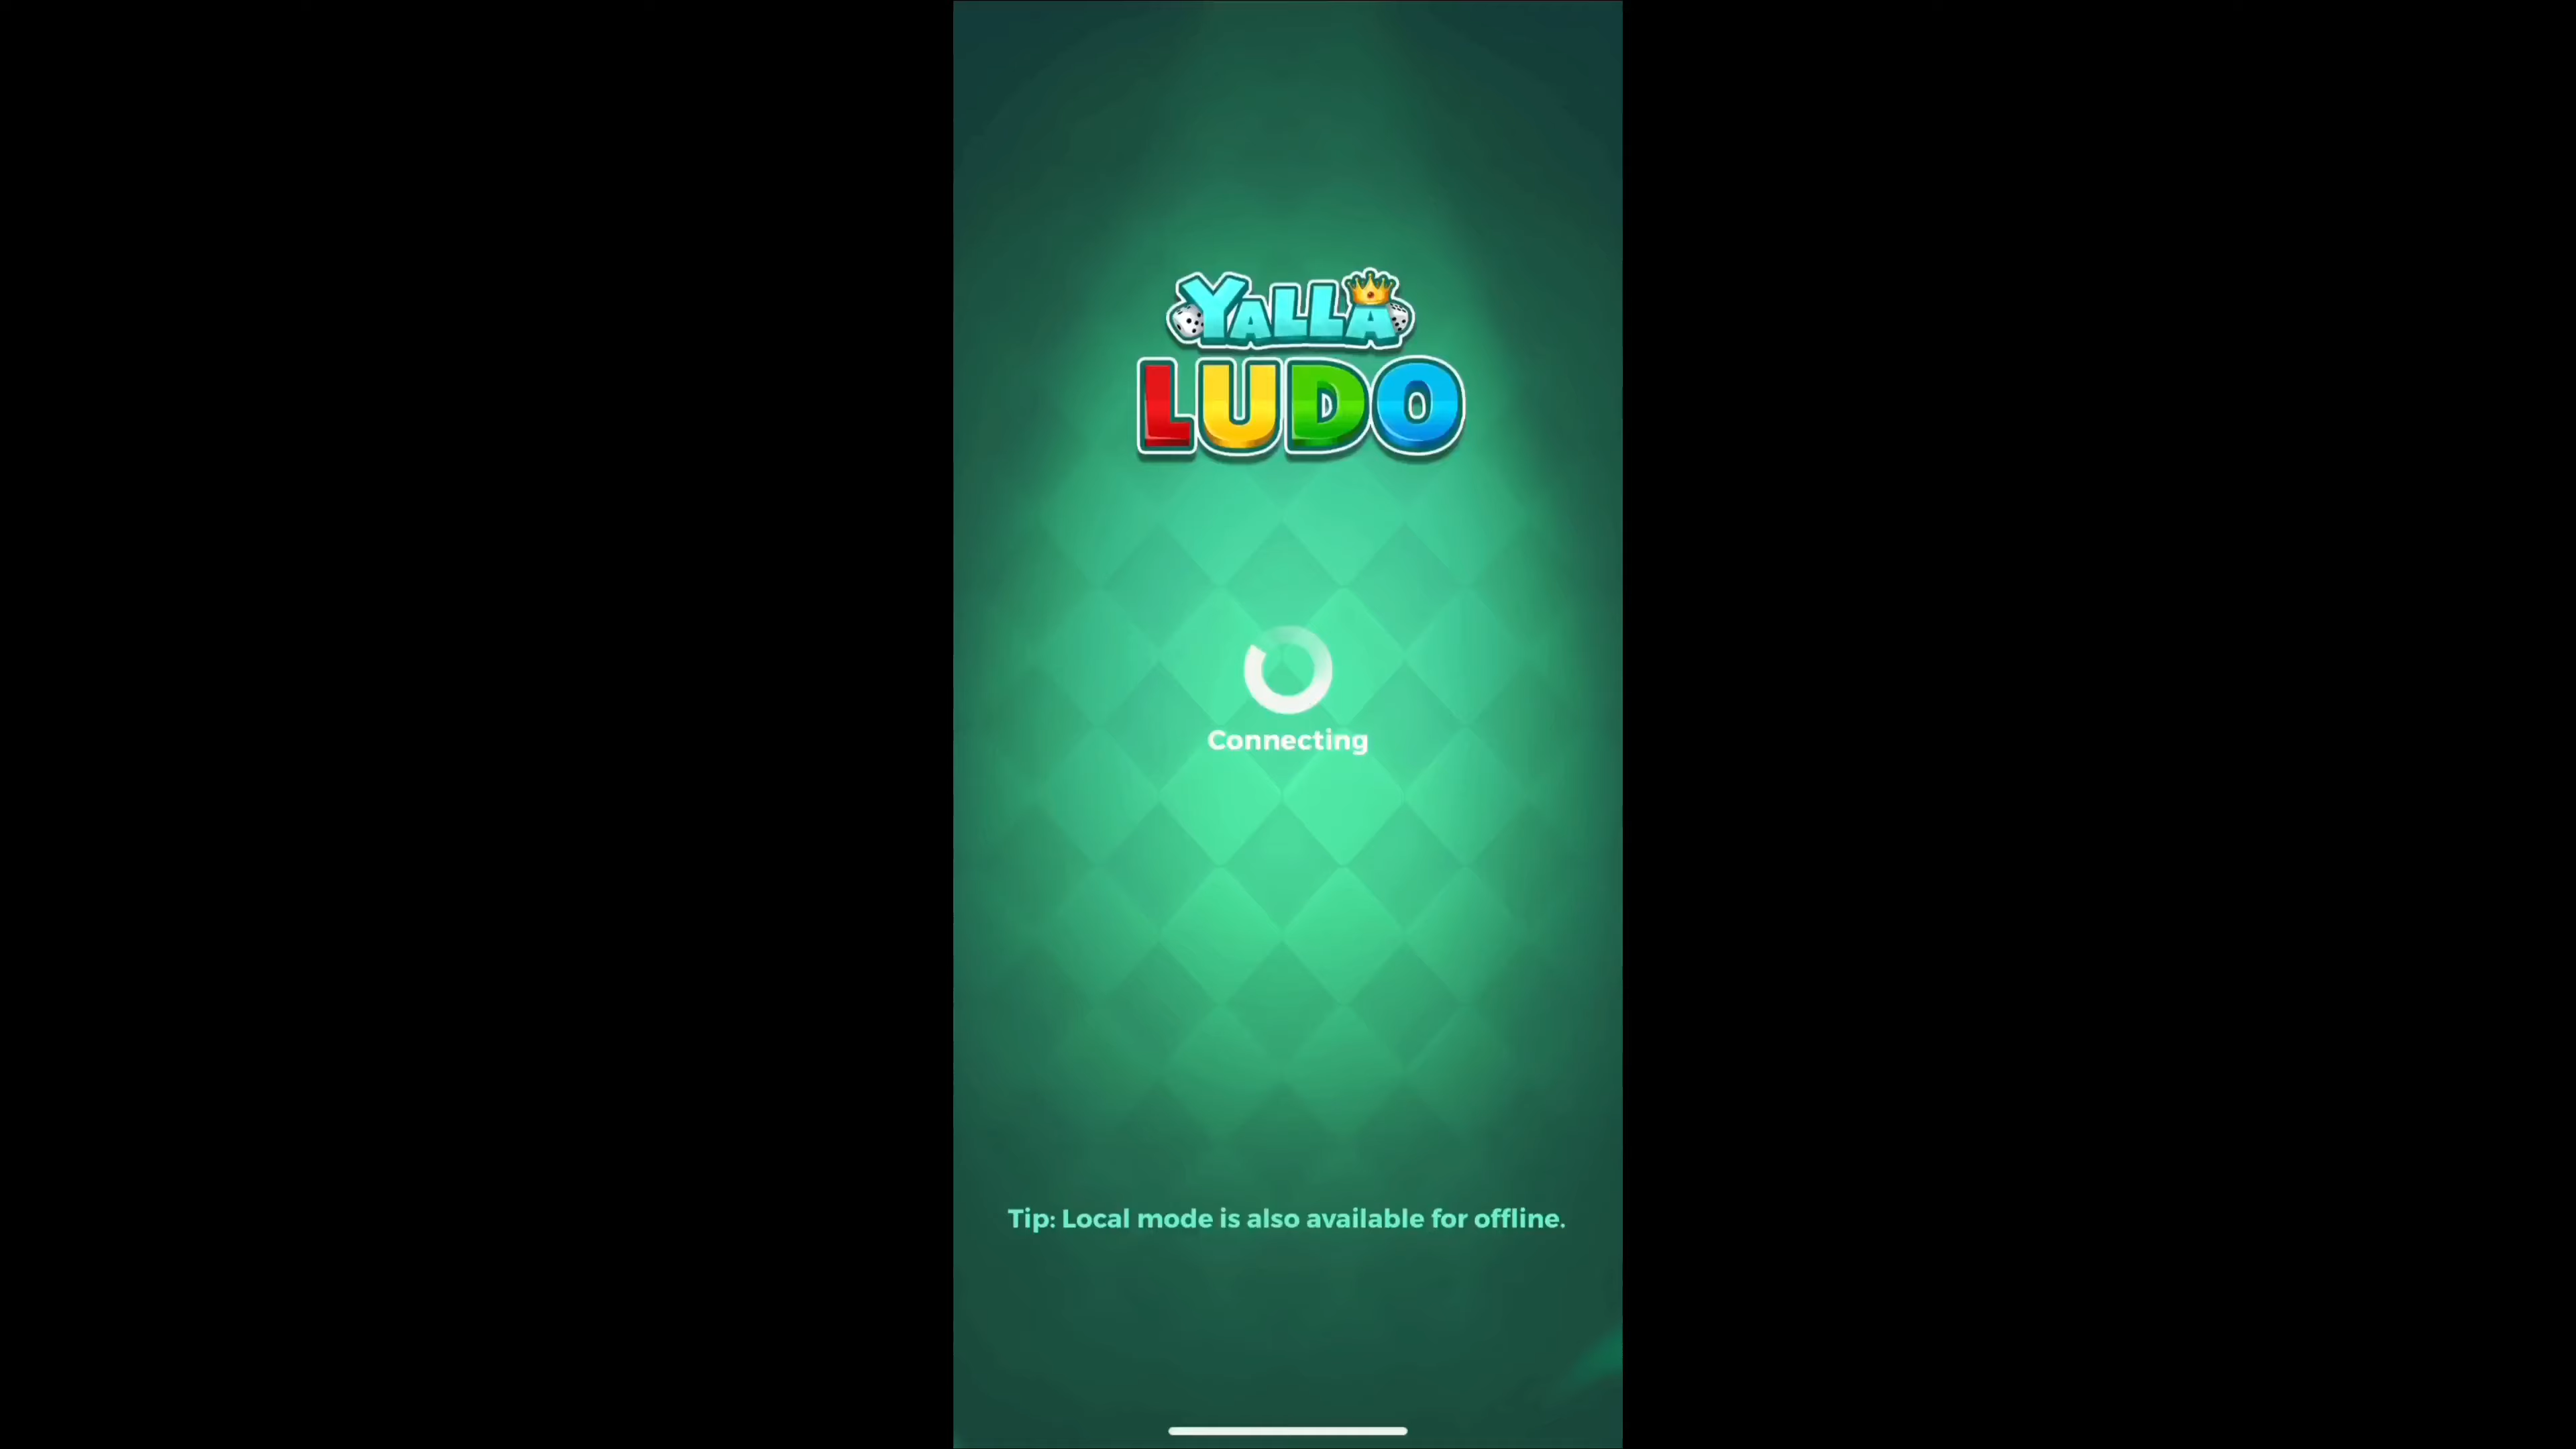 YALLA
LUDO
Connecting
Tip: Local mode is also available for offline.